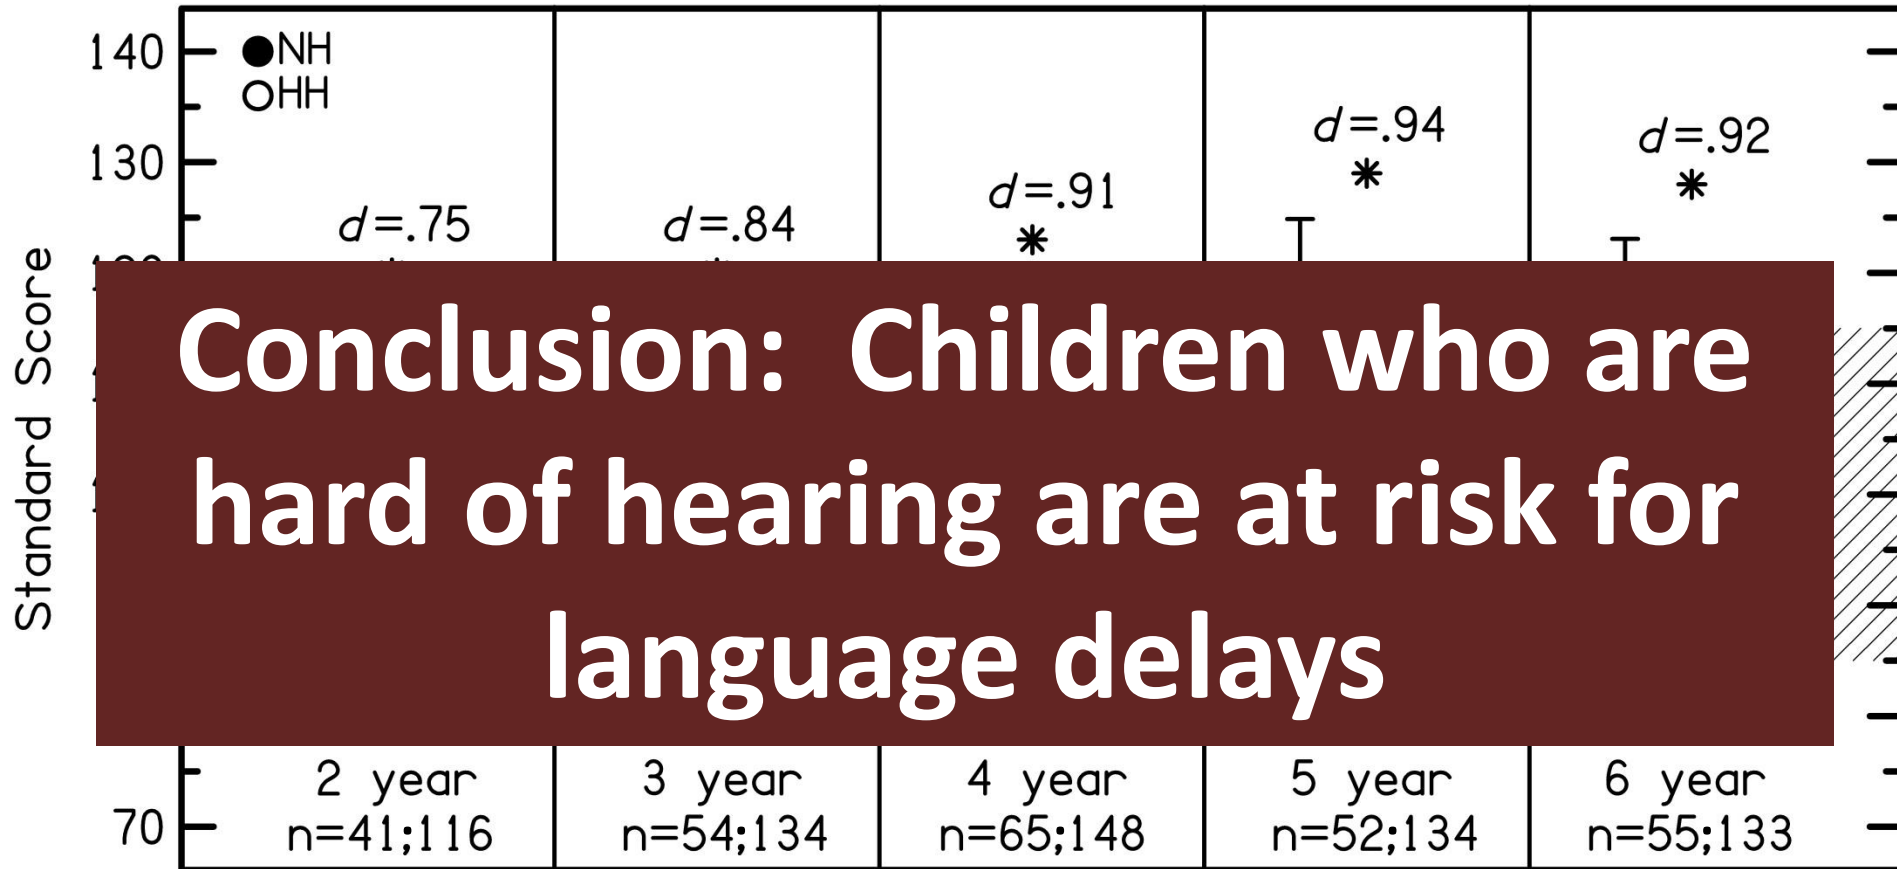 140
NH
HH
130
d=.75
d=.84
d=.91
d=.94
d=.92
Standard Score
Conclusion: Children who are
hard of hearing are at risk for
language delays
2 year
3 year
4 year
5 year
6 year
70
n=41;116
n=54;134
n=65;148
n=52;134
n=55;133